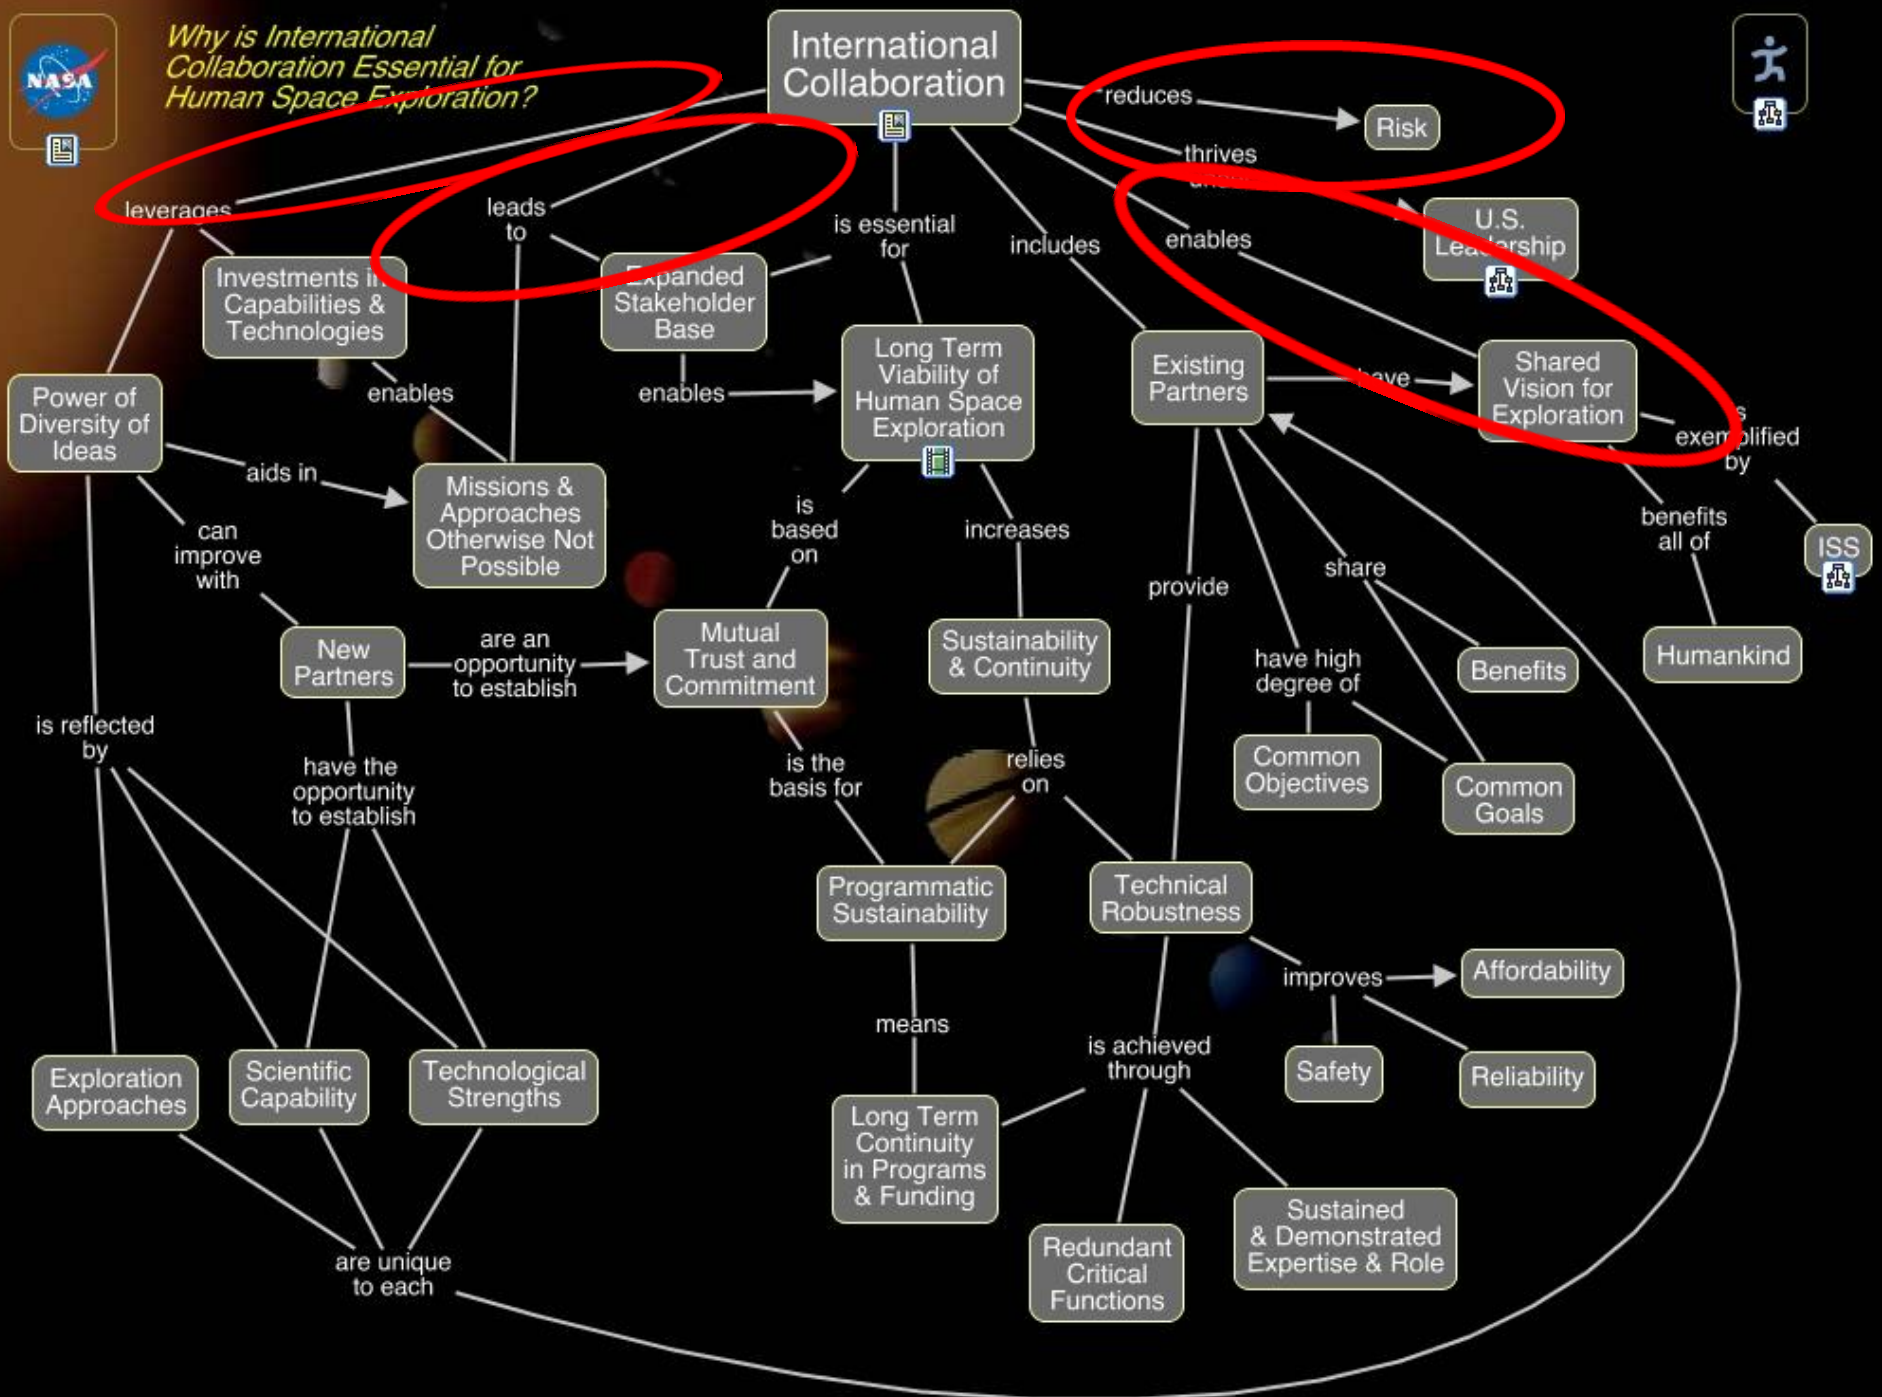 NASA
Why is International
Collaboration Essential for
Human Space Exploration?
International
Collaboration
reduces
Risk
thrives
U.S.
Leadership
leverages
leads
to
is essential
for
includes
enables
Investments in
Capabilities &
Technologies
Expanded
Stakeholder
Base
Long Term
Viability of
Human Space
Exploration
Existing
Partners
have
Shared
Vision for
Exploration
exemplified
by
ISS
enables
enables
Power of
Diversity of
Ideas
aids in
Missions &
Approaches
Otherwise Not
Possible
is
based
on
increases
benefits
all of
Humankind
can
improve
with
share
provide
New
Partners
are an
opportunity
to establish
Mutual
Trust and
Commitment
Sustainability
& Continuity
have high
degree of
Benefits
Common
Objectives
Common
Goals
is reflected
by
have the
opportunity
to establish
is the
basis for
relies
on
Programmatic
Sustainability
Technical
Robustness
improves
Affordability
Safety
Reliability
means
is achieved
through
Exploration
Approaches
Scientific
Capability
Technological
Strengths
Long Term
Continuity
in Programs
& Funding
Redundant
Critical
Functions
Sustained
& Demonstrated
Expertise & Role
are unique
to each